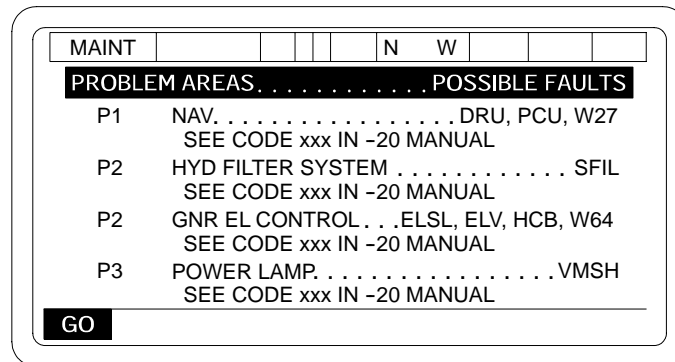 MAINT N W
PROBLEM AREAS. . . . . . . . . . . . .POSSIBLE FAULTS
P1 NAV. . . . . . . . . . . . . . . . . .DRU, PCU, W27
SEE CODE xxx IN -20 MANUAL
P2 HYD FILTER SYSTEM . . . . . . . . . . . . . SFIL
SEE CODE xxx IN -20 MANUAL
P2 GNR EL CONTROL . . .ELSL, ELV, HCB, W64
SEE CODE xxx IN -20 MANUAL
P3 POWER LAMP. . . . . . . . . . . . . . . . . .VMSH
SEE CODE xxx IN -20 MANUAL
GO